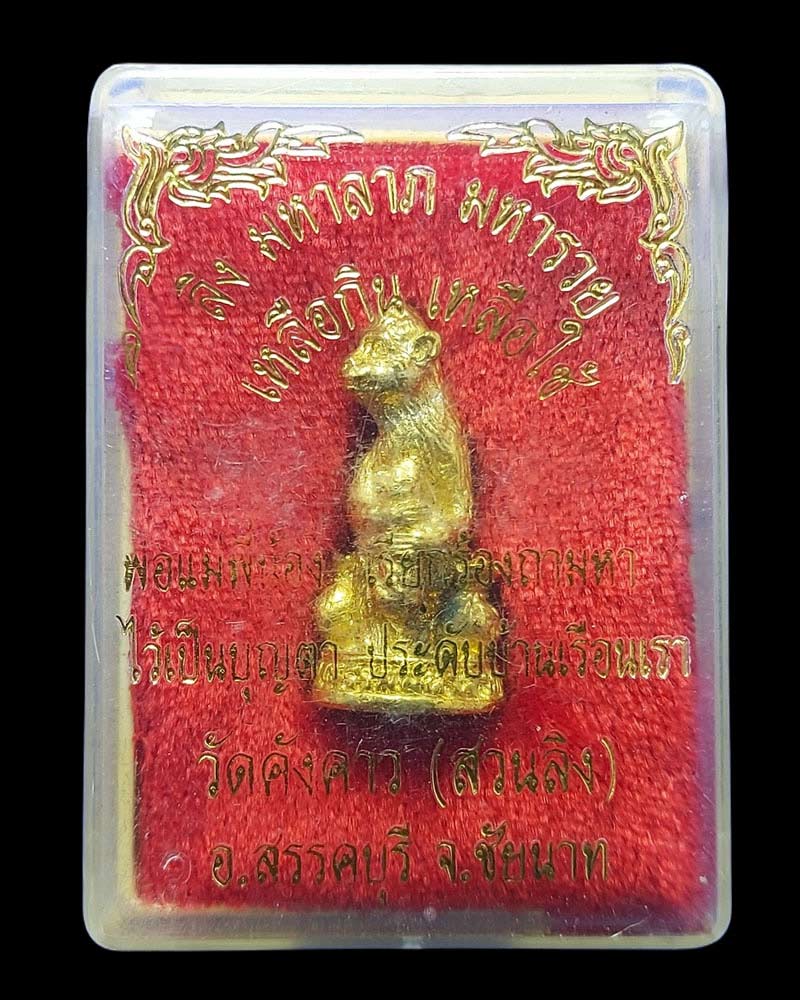 ลิง มหาลาภ มหารวย
เหลือกิน เหลือใช้
พ่อแม่พี่น้อง เรียกร้องถามหา
ไว้เป็นบุญตา ประดับบ้านเรือนเรา
วัดคังคาว (สวนลิง)
อ.สรรคบุรี จ.ชัยนาท